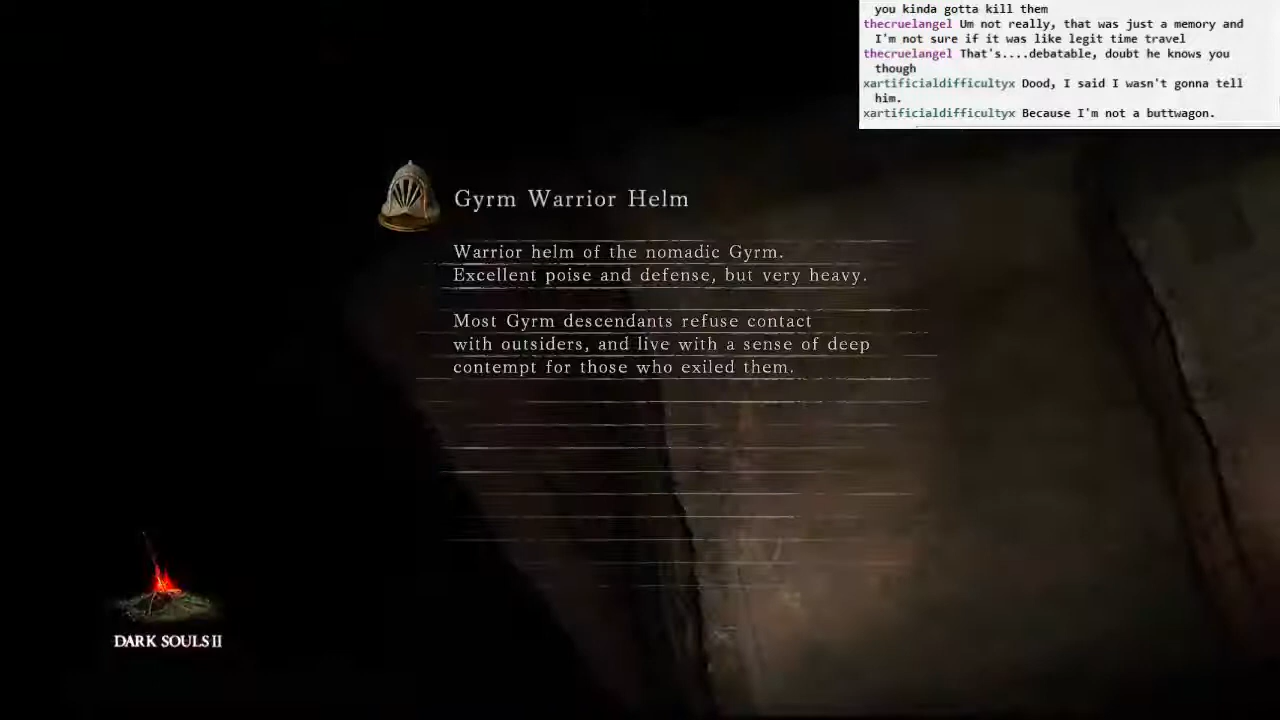 you kinda gotta kill them
thecruelangel Um not really, that was just a memory and
I'm not sure if it was like legit time travel
thecruelangel That's....debatable, doubt he knows you
though
xartificialdifficultyx Dood, I said I wasn't gonna tell
him.
xartificialdifficultyx Because I'm not a buttwagon.
Gyrm Warrior Helm
Warrior helm of the nomadic Gyrm.
Excellent poise and defense, but very heavy.
Most Gyrm descendants refuse contact
with outsiders, and live with a sense of deep
contempt for those who exiled them.
DARK SOULS II